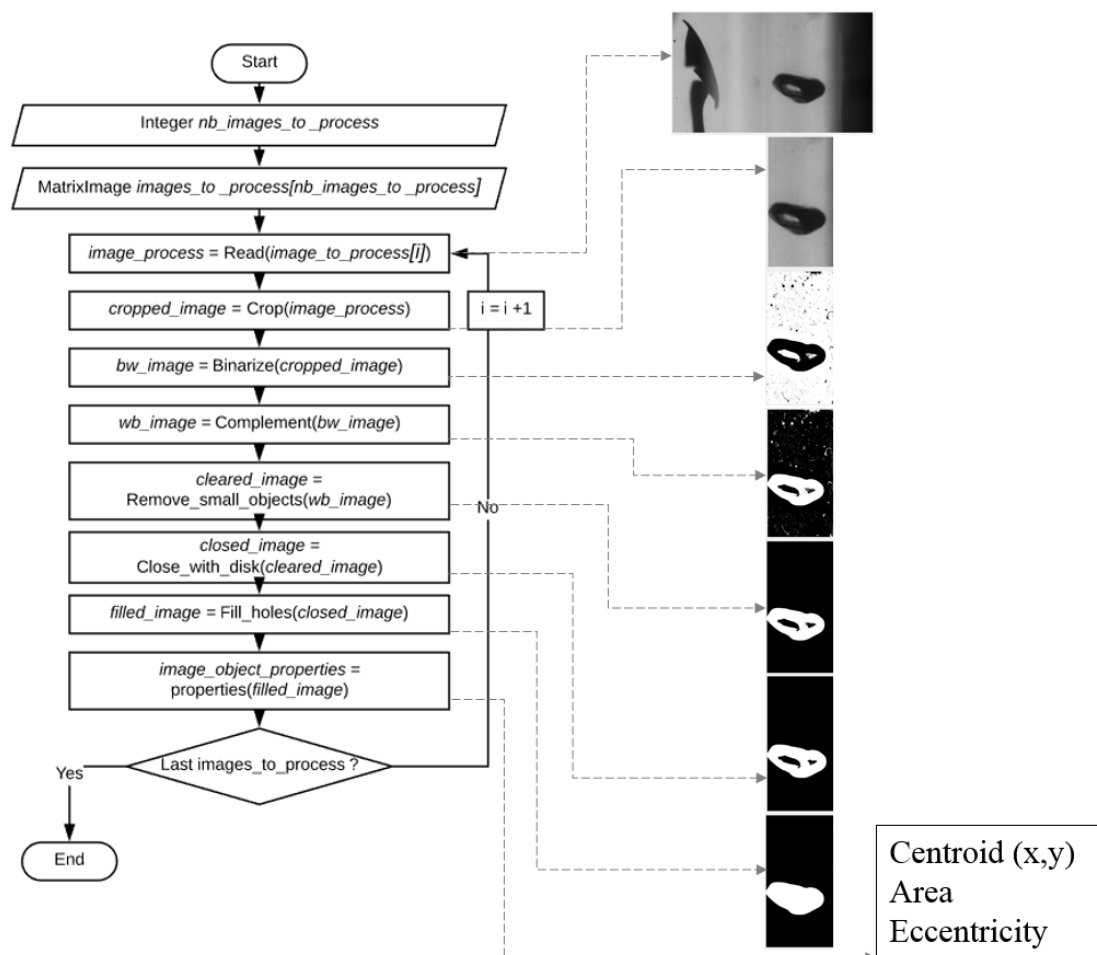 Start
Integer nb_images_to _process
MatrixImage images_to _process[nb_images_to _process]
image_process = Read(image_to_process[i])
cropped_image = Crop(image_process)
i = i +1
bw_image = Binarize(cropped_image)
wb_image = Complement(bw_image)
cleared_image =
Remove_small_objects(wb_image)
No
closed_image =
Close_with_disk(cleared_image)
filled_image = Fill_holes(closed_image)
image_object_properties =
properties(filled_image)
Last images_to_process ?
Yes
End
Centroid (x,y)
Area
Eccentricity